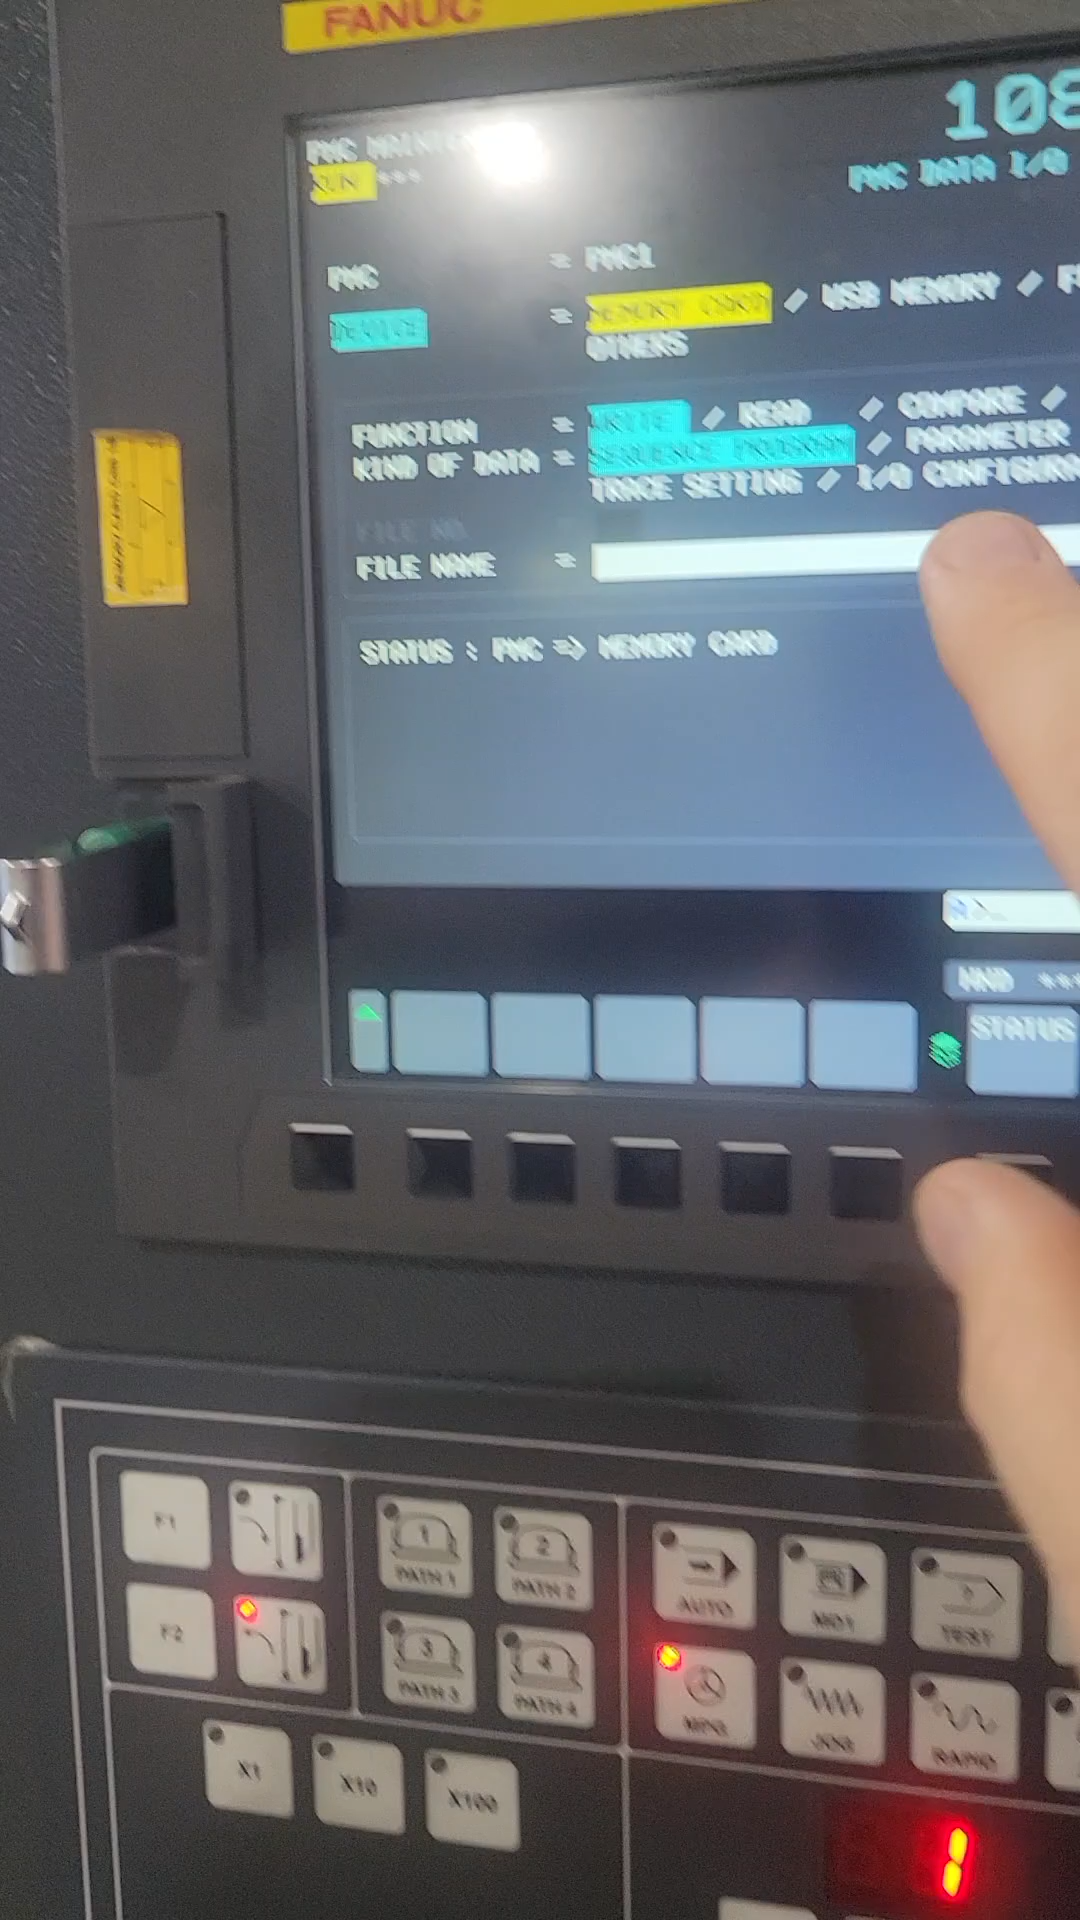 FANUC
108
PMC MAINTE
RUN ***
PMC DATA I/O
PMC = PMC1
DEVICE = MEMORY CARD / USB MEMORY / F
OTHERS
FUNCTION = WRITE / READ / COMPARE /
KIND OF DATA = SEQUENCE PROGRAM / PARAMETER
TRACE SETTING / I/O CONFIGURA
FILE NO.
FILE NAME =
STATUS : PMC => MEMORY CARD
A>_
HND ***
STATUS
F1
1
PATH 1
2
PATH 2
AUTO
MDI
TEST
F2
3
PATH 3
4
PATH 4
MPG
JOG
RAPID
X1
X10
X100
1